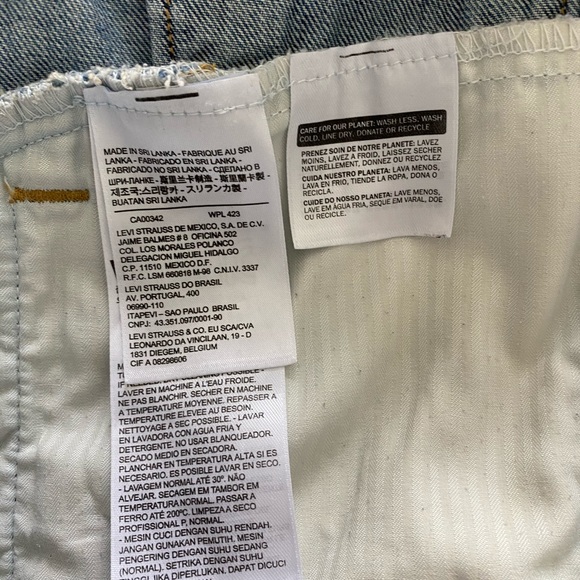 MADE IN SRI LANKA - FABRIQUE AU SRI
LANKA - FABRICADO EN SRI LANKA -
FABRICADO NO SRI LANKA - СДЕЛАНО В
ШРИ-ЛАНКЕ - 斯里兰卡制造 - 斯里蘭卡製 -
제조국:스리랑카 - スリランカ製 -
BUATAN SRI LANKA
CA00342 WPL 423
LEVI STRAUSS DE MEXICO, S.A. DE C.V.
JAIME BALMES # 8 OFICINA 502
COL. LOS MORALES POLANCO
DELEGACION MIGUEL HIDALGO
C.P. 11510 MEXICO D.F.
R.F.C. LSM 660818 M-98 C.N.I.V. 3337
LEVI STRAUSS DO BRASIL
AV. PORTUGAL, 400
06990-110
ITAPEVI – SAO PAULO BRASIL
CNPJ: 43.351.097/0001-90
LEVI STRAUSS & CO. EU SCA/CVA
LEONARDO DA VINCILAAN, 19 - D
1831 DIEGEM, BELGIUM
CIF A 08298606
IF NEEDED.
LAVER EN MACHINE A L'EAU FROIDE.
NE PAS BLANCHIR. SECHER EN MACHINE
A TEMPERATURE MOYENNE. REPASSER A
TEMPERATURE ELEVEE AU BESOIN.
NETTOYAGE A SEC POSSIBLE. - LAVAR
EN LAVADORA CON AGUA FRIA Y
DETERGENTE. NO USAR BLANQUEADOR.
SECADO MEDIO EN SECADORA.
PLANCHAR EN TEMPERATURA ALTA SI ES
NECESARIO. ES POSIBLE LAVAR EN SECO.
- LAVAGEM NORMAL ATÉ 30º. NÃO
ALVEJAR. SECAGEM EM TAMBOR EM
TEMPERATURA NORMAL. PASSAR A
FERRO ATÉ 200ºC. LIMPEZA A SECO
PROFISSIONAL P, NORMAL.
- MESIN CUCI DENGAN SUHU RENDAH.
JANGAN GUNAKAN PEMUTIH. MESIN
PENGERING DENGAN SUHU SEDANG
(NORMAL). SETRIKA DENGAN SUHU
TINGGI JIKA DIPERLUKAN. DAPAT DICUCI
CARE FOR OUR PLANET: WASH LESS, WASH
COLD, LINE DRY, DONATE OR RECYCLE
PRENEZ SOIN DE NOTRE PLANETE: LAVEZ
MOINS, LAVEZ A FROID, LAISSEZ SECHER
NATURELLEMENT, DONNEZ OU RECYCLEZ
CUIDA NUESTRO PLANETA: LAVA MENOS,
LAVA EN FRIO, TIENDE LA ROPA, DONA O
RECICLA.
CUIDE DO NOSSO PLANETA: LAVE MENOS,
LAVE EM ÁGUA FRIA, SEQUE EM VARAL, DOE
OU RECICLE.